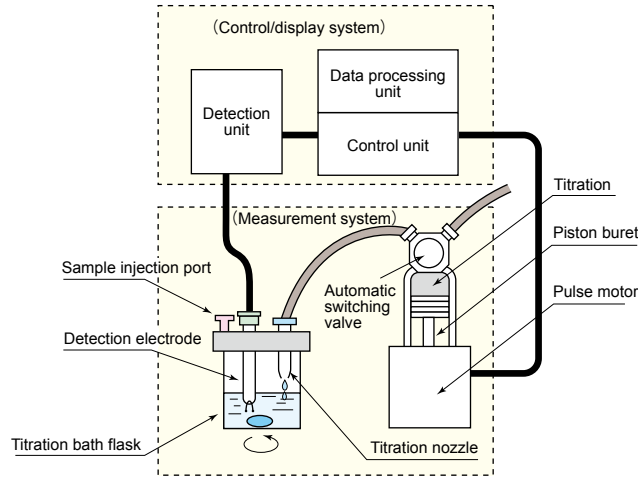 (Control/display system)
Data processing
unit
Detection
unit
Control unit
(Measurement system)
Titration
Piston buret
Pulse motor
Sample injection port
Automatic
switching
valve
Detection electrode
Titration bath flask
Titration nozzle